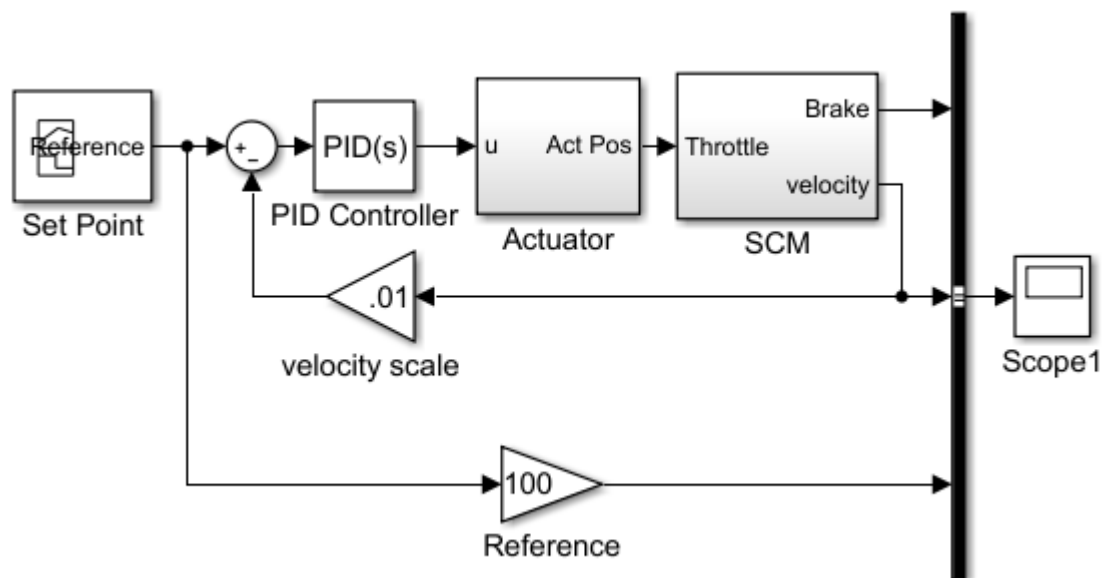 Reference
Set Point
+
−
PID(s)
PID Controller
u
Act Pos
Actuator
Throttle
Brake
velocity
SCM
.01
velocity scale
Scope1
100
Reference